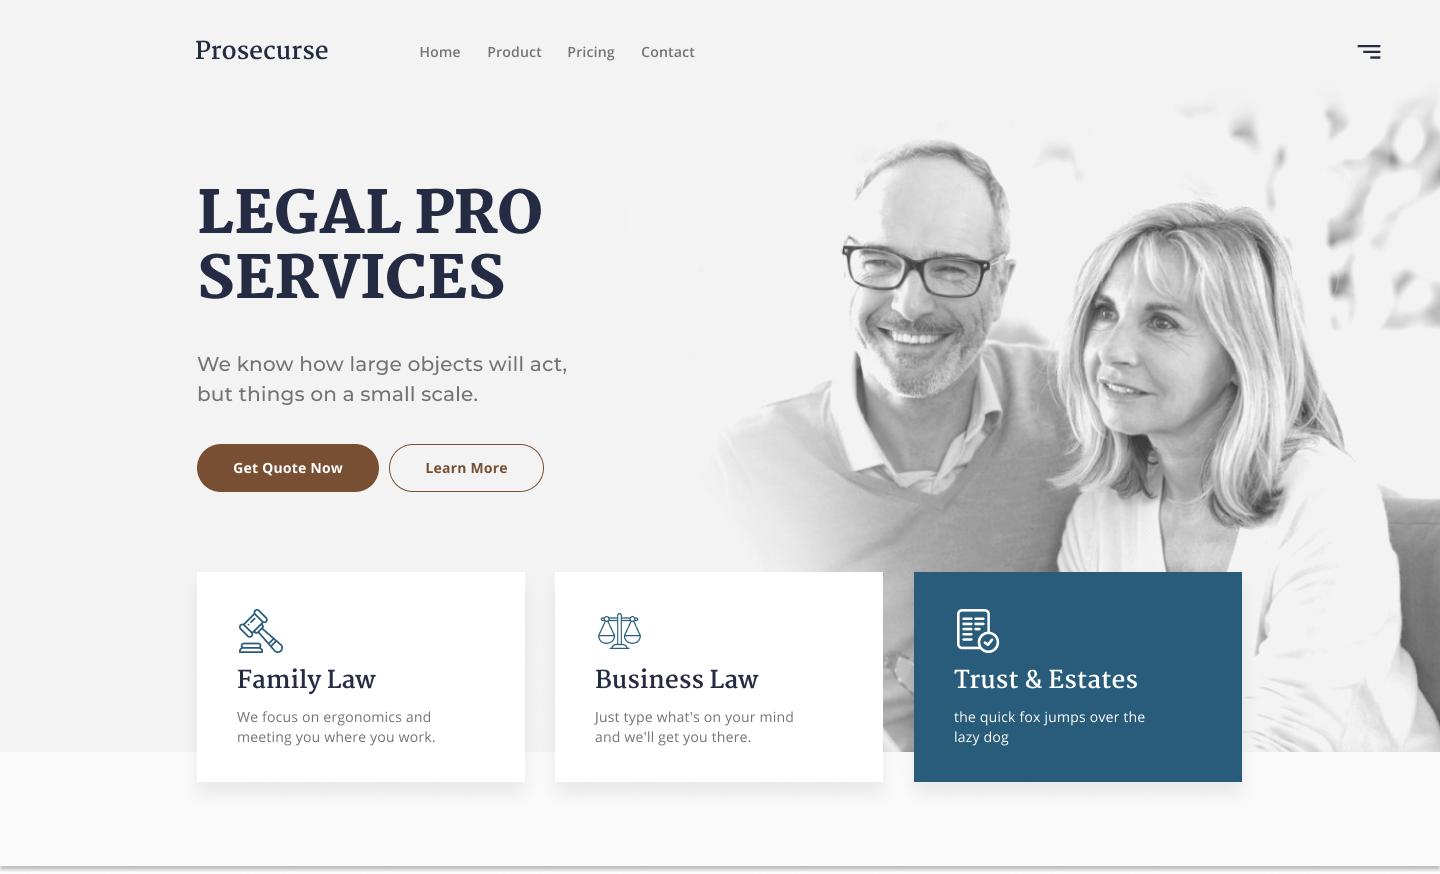 Prosecurse
Home Product Pricing Contact
LEGAL PRO
SERVICES
We know how large objects will act,
but things on a small scale.
Get Quote Now Learn More
Family Law
We focus on ergonomics and
meeting you where you work.
Business Law
Just type what's on your mind
and we'll get you there.
Trust & Estates
the quick fox jumps over the
lazy dog